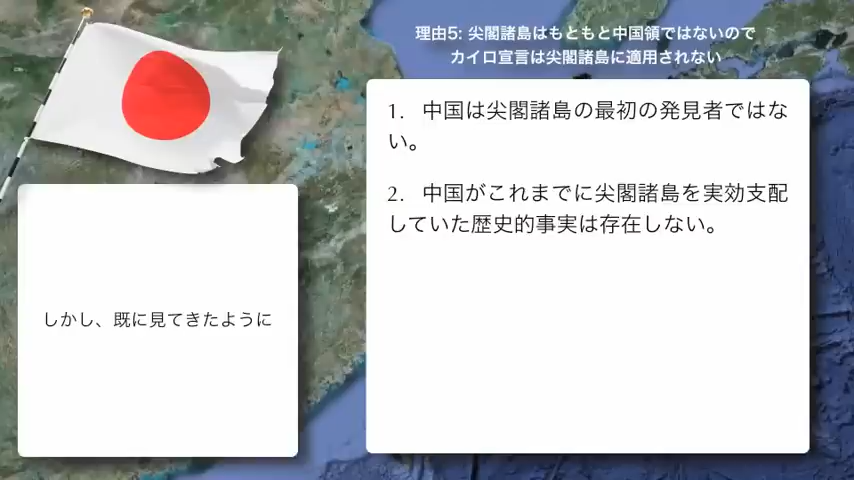 理由5: 尖閣諸島はもともと中国領ではないので
カイロ宣言は尖閣諸島に適用されない
1. 中国は尖閣諸島の最初の発見者ではな
い。
2. 中国がこれまでに尖閣諸島を実効支配
していた歴史的事実は存在しない。
しかし、既に見てきたように